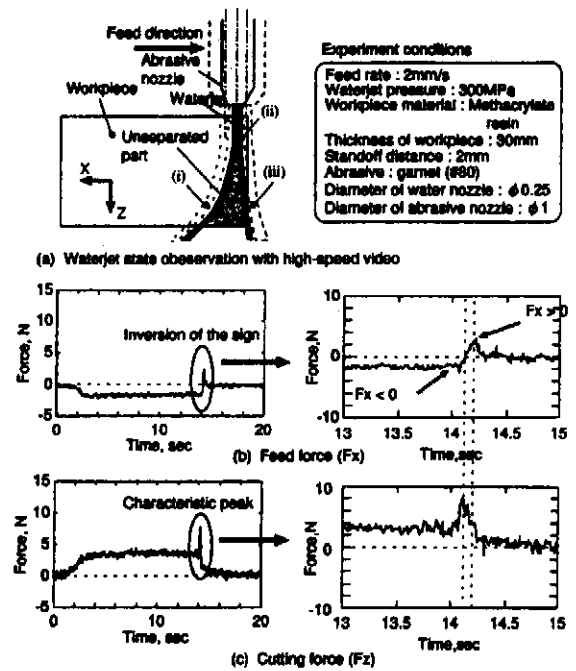 Feed direction
Abrasive
nozzle
Waterjet
Workpiece
(ii)
Unseparated
part
X
Z
(i)
(iii)
Experiment conditions
Feed rate : 2mm/s
Waterjet pressure : 300MPa
Workpiece material : Methacrylate
resin
Thickness of workpiece : 30mm
Standoff distance : 2mm
Abrasive : garnet (#80)
Diameter of water nozzle : ϕ0.25
Diameter of abrasive nozzle : ϕ1
(a) Waterjet state obeservation with high-speed video
Force, N
15
10
5
0
-5
Inversion of the sign
0
10
20
Time, sec
Force,N
10
0
-10
Fx > 0
Fx < 0
13
13.5
14
14.5
15
Time,sec
(b) Feed force (Fx)
Force, N
15
10
5
0
-5
Characteristic peak
0
10
20
Time, sec
Force,N
10
0
-10
13
13.5
14
14.5
15
Time,sec
(c) Cutting force (Fz)